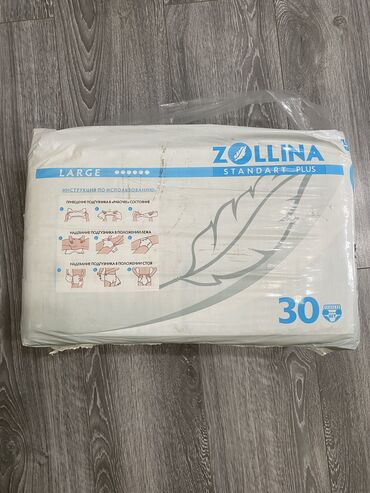 ZOLLINA
STANDART PLUS
LARGE
ИНСТРУКЦИЯ ПО ИСПОЛЬЗОВАНИЮ
ПРИВЕДЕНИЕ ПОДГУЗНИКА В «РАБОЧЕЕ» СОСТОЯНИЕ
НАДЕВАНИЕ ПОДГУЗНИКА В ПОЛОЖЕНИИ ЛЕЖА
НАДЕВАНИЕ ПОДГУЗНИКА В ПОЛОЖЕНИИ СТОЯ
30